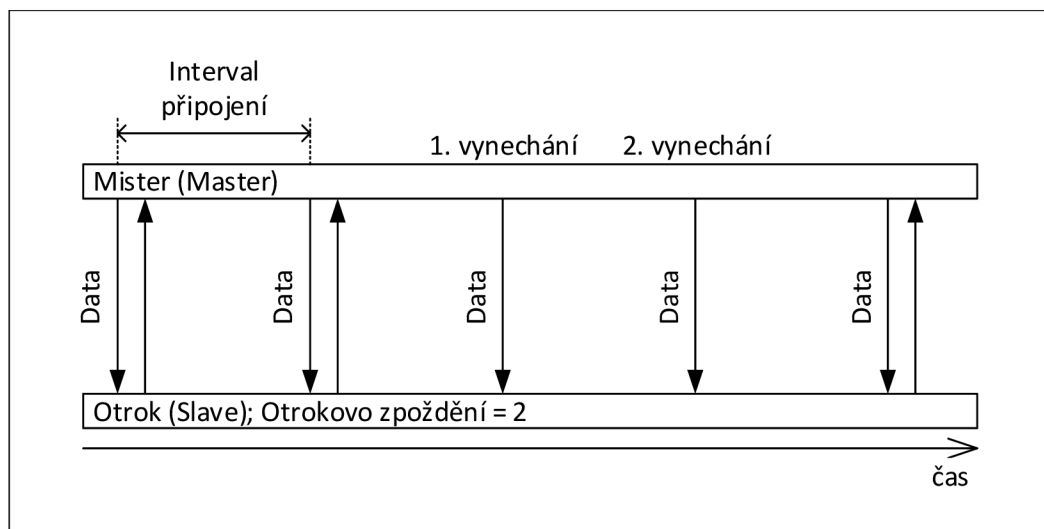 Interval
připojení
1. vynechání 2. vynechání
Mister (Master)
Data Data Data Data Data
Otrok (Slave); Otrokovo zpoždění = 2
čas